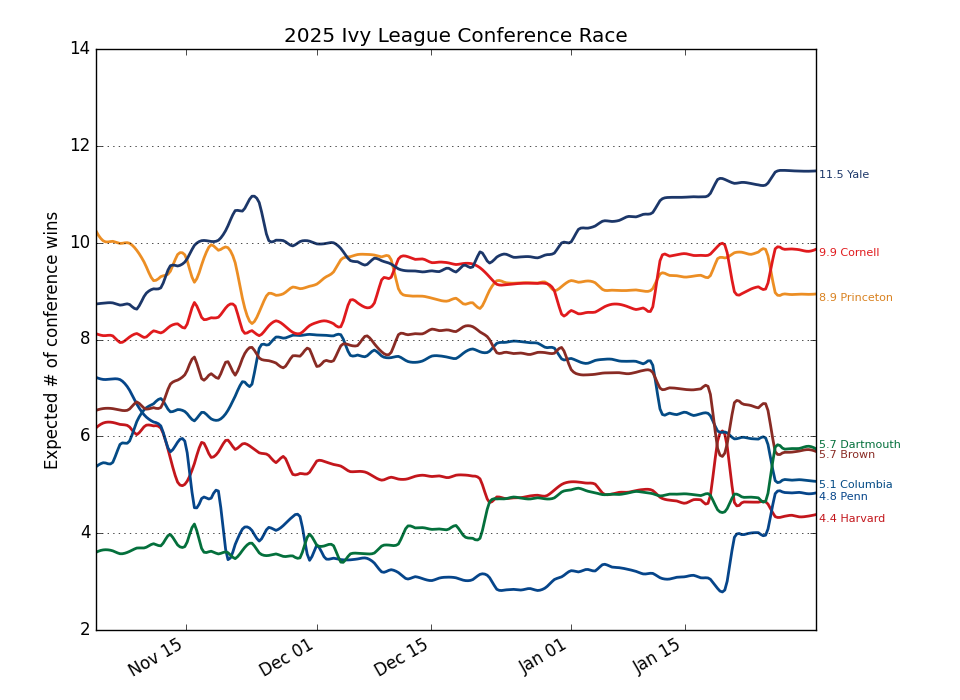 2025 Ivy League Conference Race
Expected # of conference wins
14
12
10
8
6
4
2
Nov 15
Dec 01
Dec 15
Jan 01
Jan 15
11.5 Yale
9.9 Cornell
8.9 Princeton
5.7 Dartmouth
5.7 Brown
5.1 Columbia
4.8 Penn
4.4 Harvard